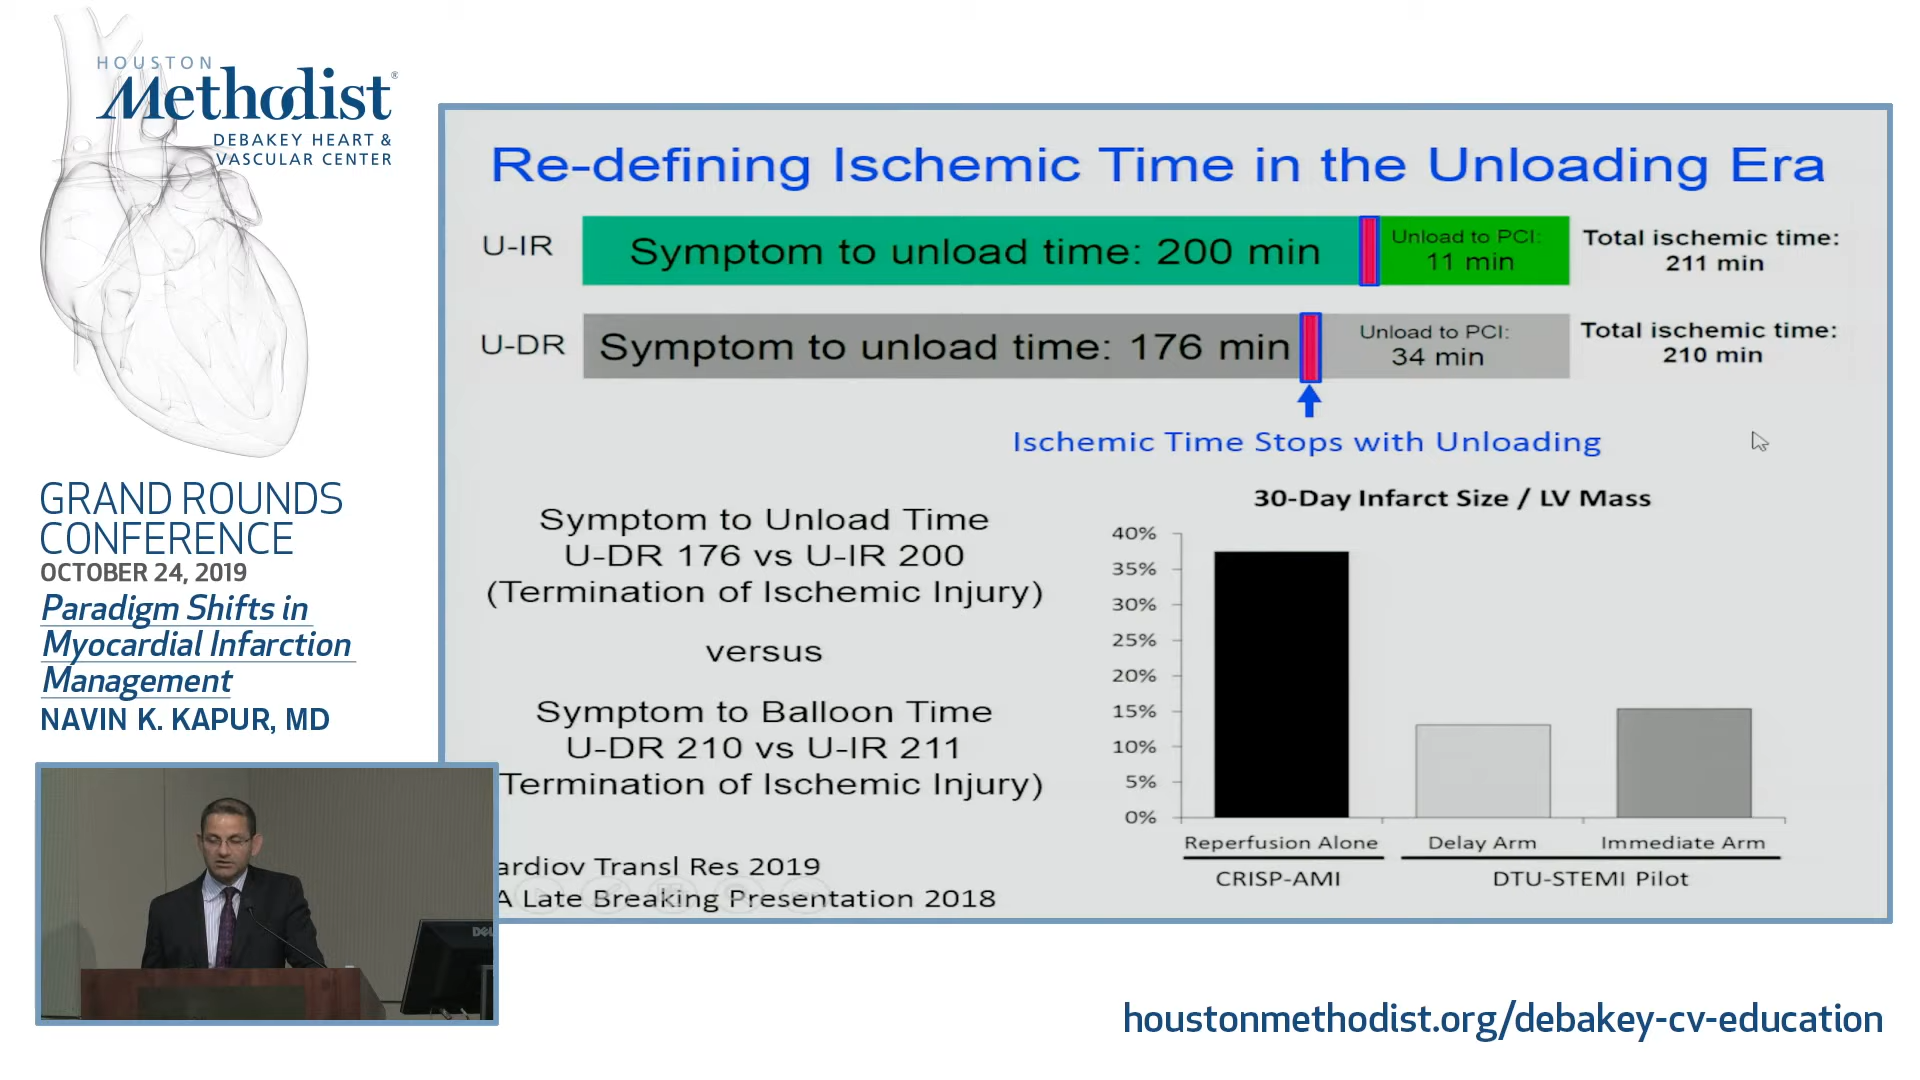 HOUSTON
Methodist®
DEBAKEY HEART &
VASCULAR CENTER
GRAND ROUNDS
CONFERENCE
OCTOBER 24, 2019
Paradigm Shifts in
Myocardial Infarction
Management
NAVIN K. KAPUR, MD
Re-defining Ischemic Time in the Unloading Era
U-IR
Symptom to unload time: 200 min
Unload to PCI:
11 min
Total ischemic time:
211 min
U-DR
Symptom to unload time: 176 min
Unload to PCI:
34 min
Total ischemic time:
210 min
Ischemic Time Stops with Unloading
Symptom to Unload Time
U-DR 176 vs U-IR 200
(Termination of Ischemic Injury)
versus
Symptom to Balloon Time
U-DR 210 vs U-IR 211
Termination of Ischemic Injury)
ardiov Transl Res 2019
A Late Breaking Presentation 2018
30-Day Infarct Size / LV Mass
40%
35%
30%
25%
20%
15%
10%
5%
0%
Reperfusion Alone
Delay Arm
Immediate Arm
CRISP-AMI
DTU-STEMI Pilot
houstonmethodist.org/debakey-cv-education